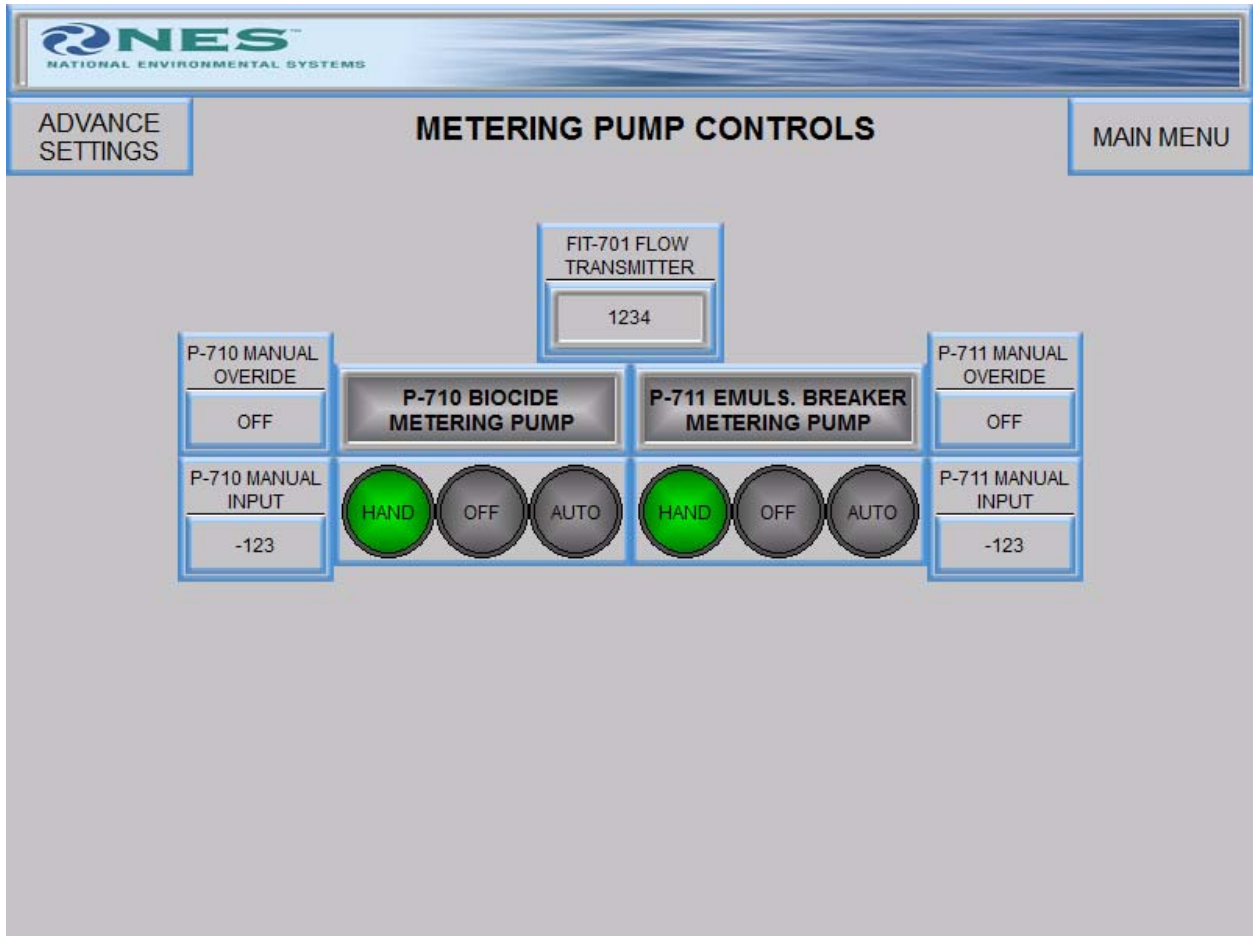 NES™
NATIONAL ENVIRONMENTAL SYSTEMS
ADVANCE
SETTINGS
METERING PUMP CONTROLS
MAIN MENU
FIT-701 FLOW
TRANSMITTER
1234
P-710 MANUAL
OVERIDE
OFF
P-710 BIOCIDE
METERING PUMP
P-711 EMULS. BREAKER
METERING PUMP
P-711 MANUAL
OVERIDE
OFF
P-710 MANUAL
INPUT
-123
HAND OFF AUTO
HAND OFF AUTO
P-711 MANUAL
INPUT
-123